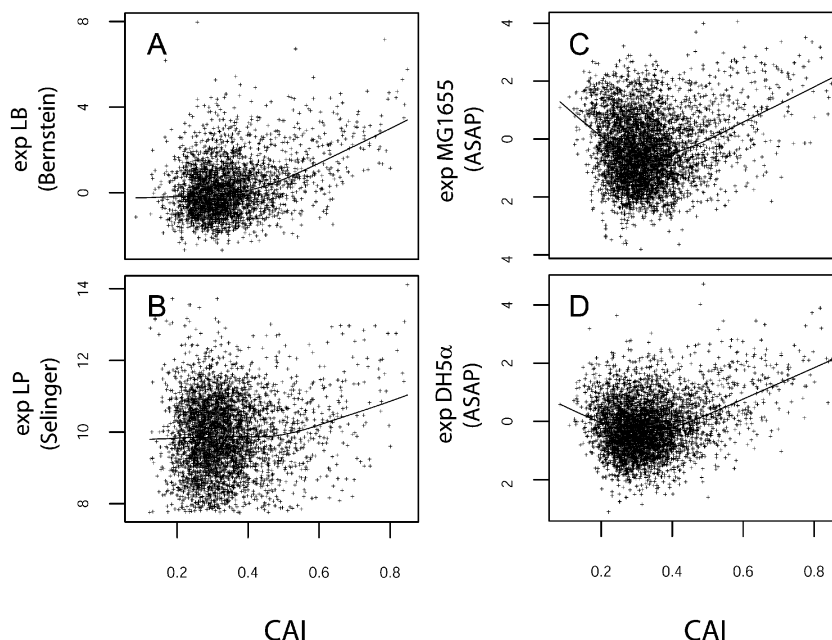 A
exp LB
(Bernstein)
8
4
0
C
exp MG1655
(ASAP)
4
2
0
2
4
B
exp LP
(Selinger)
14
12
10
8
D
exp DH5α
(ASAP)
4
2
0
2
0.2 0.4 0.6 0.8
0.2 0.4 0.6 0.8
CAI
CAI